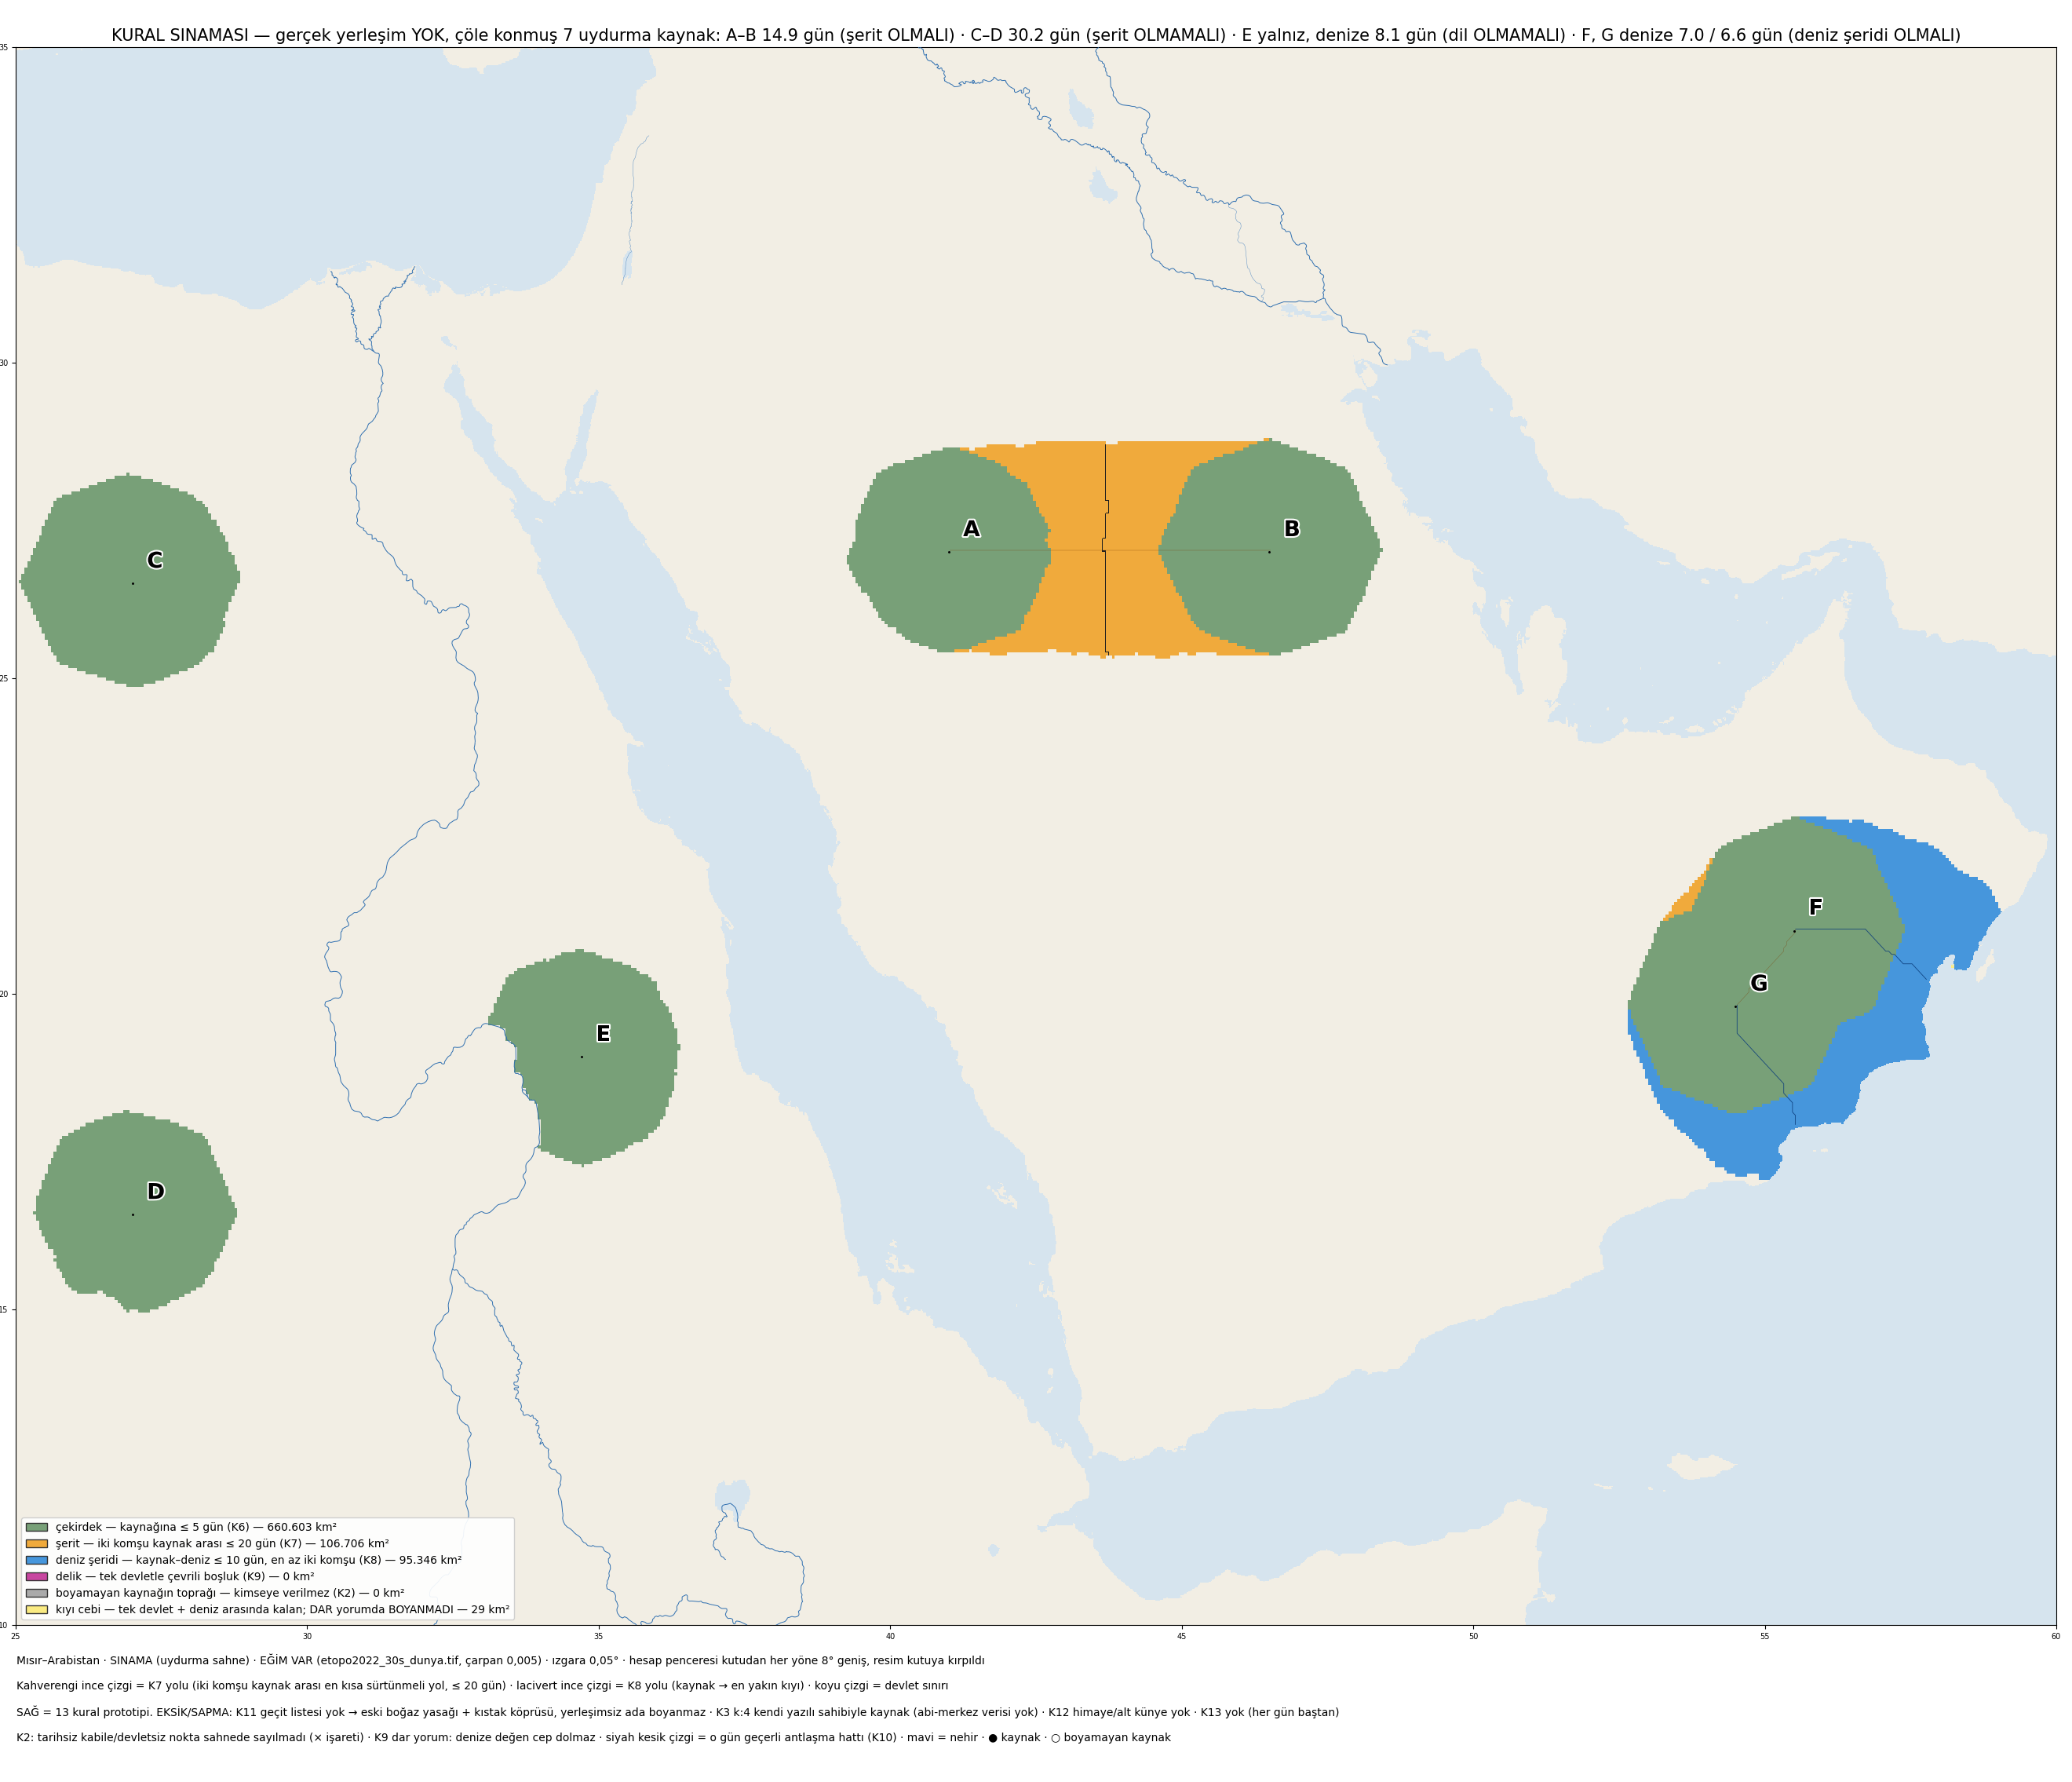 KURAL SINAMASI — gerçek yerleşim YOK, çöle konmuş 7 uydurma kaynak: A–B 14.9 gün (şerit OLMALI) · C–D 30.2 gün (şerit OLMAMALI) · E yalnız, denize 8.1 gün (dil OLMAMALI) · F, G denize 7.0 / 6.6 gün (deniz şeridi OLMALI)
35
30
A
B
C
25
F
G
20
E
D
15
çekirdek — kaynağına ≤ 5 gün (K6) — 660.603 km²
şerit — iki komşu kaynak arası ≤ 20 gün (K7) — 106.706 km²
deniz şeridi — kaynak–deniz ≤ 10 gün, en az iki komşu (K8) — 95.346 km²
delik — tek devletle çevrili boşluk (K9) — 0 km²
boyamayan kaynağın toprağı — kimseye verilmez (K2) — 0 km²
kıyı cebi — tek devlet + deniz arasında kalan; DAR yorumda BOYANMADI — 29 km²
10
25 30 35 40 45 50 55 60
Mısır–Arabistan · SINAMA (uydurma sahne) · EĞİM VAR (etopo2022_30s_dunya.tif, çarpan 0,005) · ızgara 0,05° · hesap penceresi kutudan her yöne 8° geniş, resim kutuya kırpıldı
Kahverengi ince çizgi = K7 yolu (iki komşu kaynak arası en kısa sürtünmeli yol, ≤ 20 gün) · lacivert ince çizgi = K8 yolu (kaynak → en yakın kıyı) · koyu çizgi = devlet sınırı
SAĞ = 13 kural prototipi. EKSİK/SAPMA: K11 geçit listesi yok → eski boğaz yasağı + kıstak köprüsü, yerleşimsiz ada boyanmaz · K3 k:4 kendi yazılı sahibiyle kaynak (abi-merkez verisi yok) · K12 himaye/alt künye yok · K13 yok (her gün baştan)
K2: tarihsiz kabile/devletsiz nokta sahnede sayılmadı (× işareti) · K9 dar yorum: denize değen cep dolmaz · siyah kesik çizgi = o gün geçerli antlaşma hattı (K10) · mavi = nehir · ● kaynak · ○ boyamayan kaynak